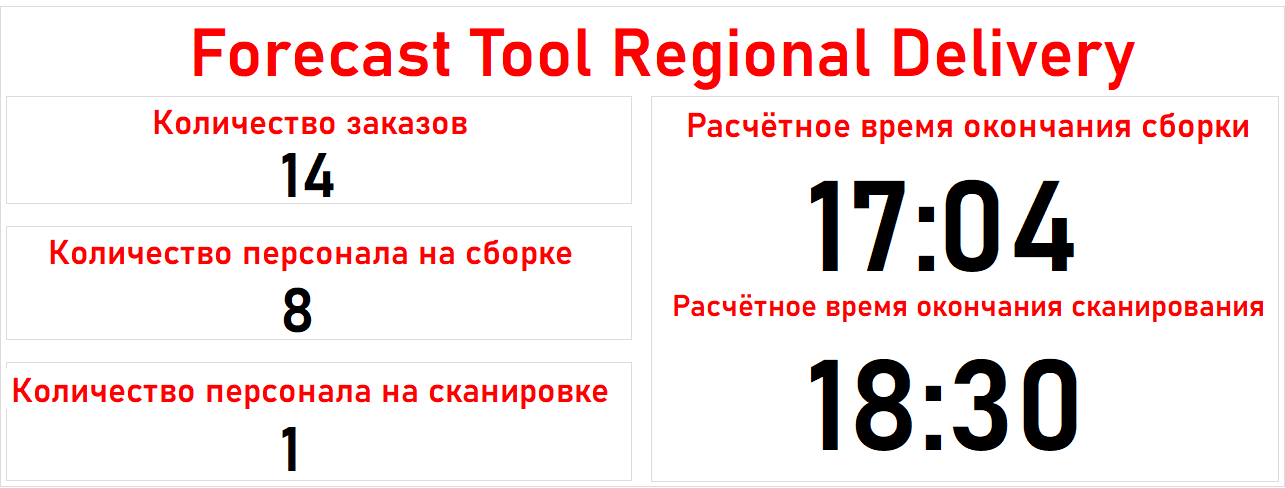 Forecast Tool Regional Delivery
Количество заказов
14
Количество персонала на сборке
8
Количество персонала на сканировке
1
Расчётное время окончания сборки
17:04
Расчётное время окончания сканирования
18:30